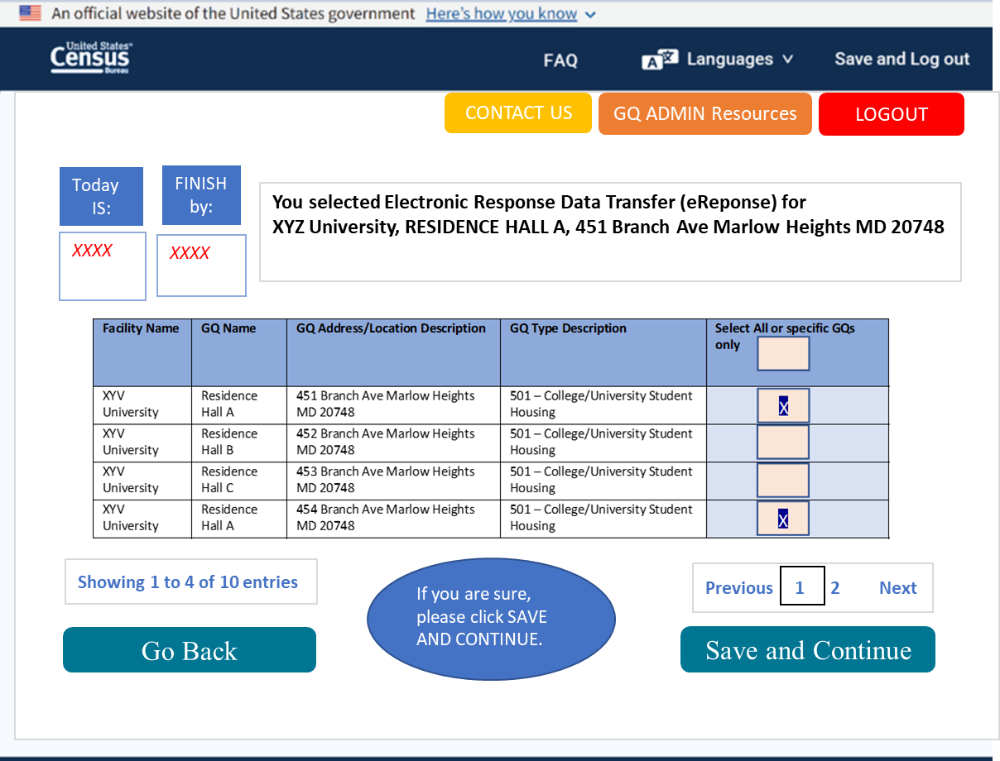 An official website of the United States government Here's how you know
United States®
Census
Bureau
FAQ
Languages
Save and Log out
CONTACT US
GQ ADMIN Resources
LOGOUT
Today
IS:
FINISH
by:
XXXX
XXXX
You selected Electronic Response Data Transfer (eReponse) for
XYZ University, RESIDENCE HALL A, 451 Branch Ave Marlow Heights MD 20748
Facility Name GQ Name GQ Address/Location Description GQ Type Description Select All or specific GQs
only
XYV Residence 451 Branch Ave Marlow Heights 501 – College/University Student
University Hall A MD 20748 Housing X
XYV Residence 452 Branch Ave Marlow Heights 501 – College/University Student
University Hall B MD 20748 Housing
XYV Residence 453 Branch Ave Marlow Heights 501 – College/University Student
University Hall C MD 20748 Housing
XYV Residence 454 Branch Ave Marlow Heights 501 – College/University Student
University Hall A MD 20748 Housing X
Showing 1 to 4 of 10 entries
If you are sure,
please click SAVE
AND CONTINUE.
Previous 1 2 Next
Go Back
Save and Continue